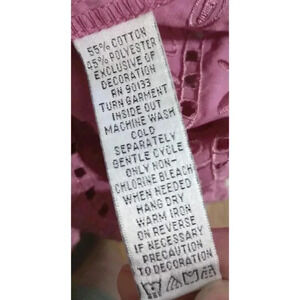 55% COTTON
45% POLYESTER
EXCLUSIVE OF
DECORATION
RN 90133
TURN GARMENT
INSIDE OUT
MACHINE WASH
COLD
SEPARATELY
GENTLE CYCLE
ONLY NON-
CHLORINE BLEACH
WHEN NEEDED
HANG DRY
WARM IRON
ON REVERSE
IF NECESSARY
PRECAUTION
TO DECORATION